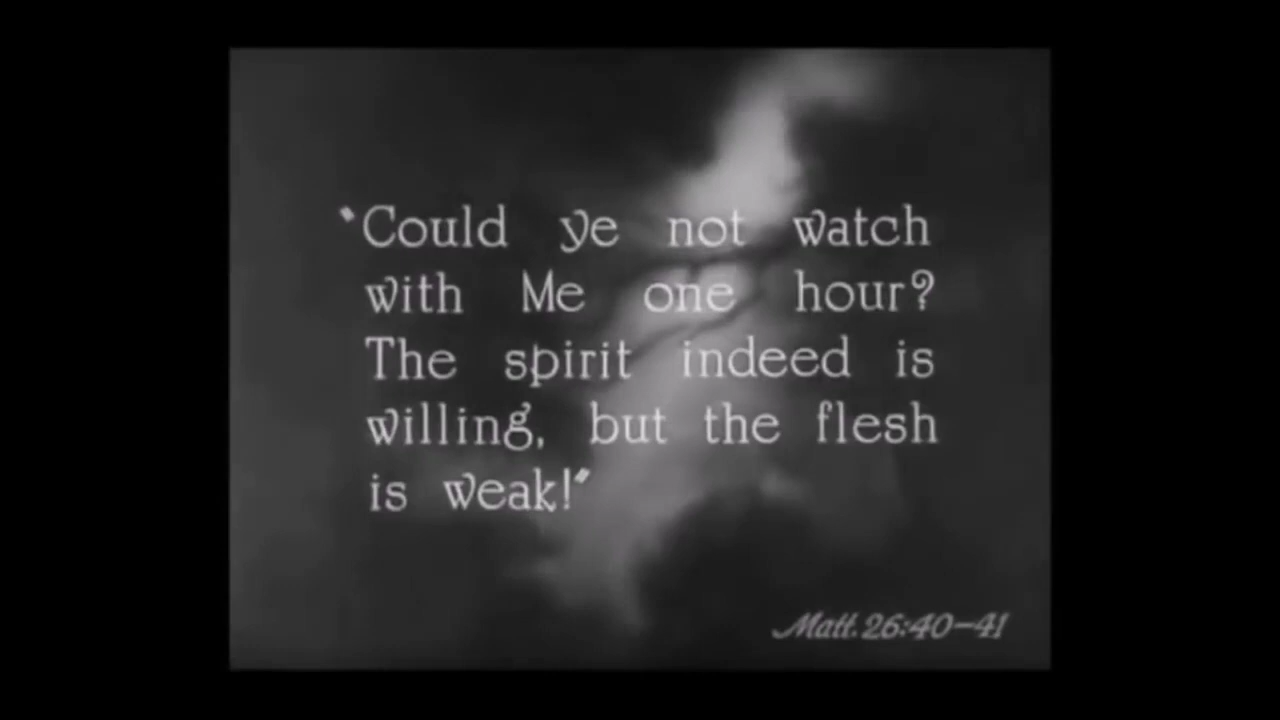 "Could ye not watch
with Me one hour?
The spirit indeed is
willing, but the flesh
is weak!"
Matt. 26:40-41